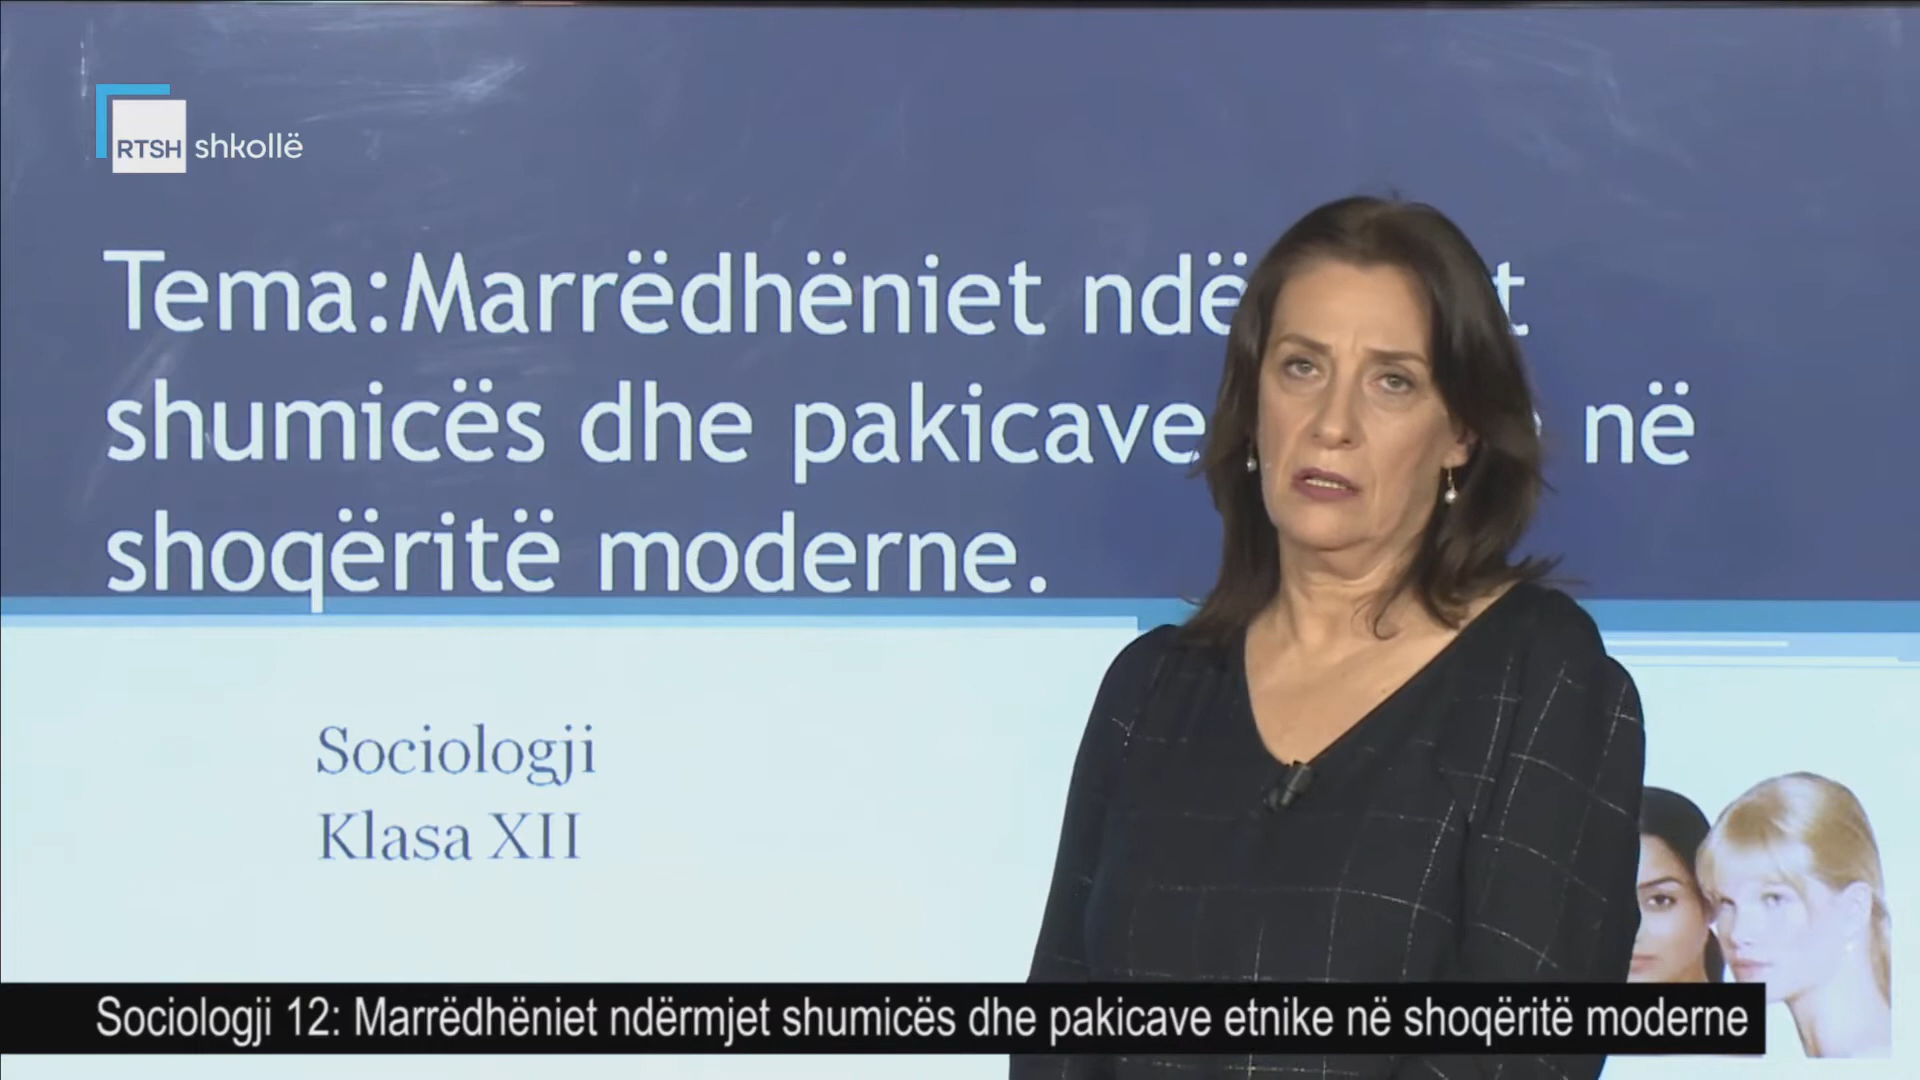 RTSH shkollë
Tema:Marrëdhëniet
shumicës dhe pakicave në
shoqëritë moderne.
Sociologji
Klasa XII
Sociologji 12: Marrëdhëniet ndërmjet shumicës dhe pakicave etnike në shoqëritë moderne